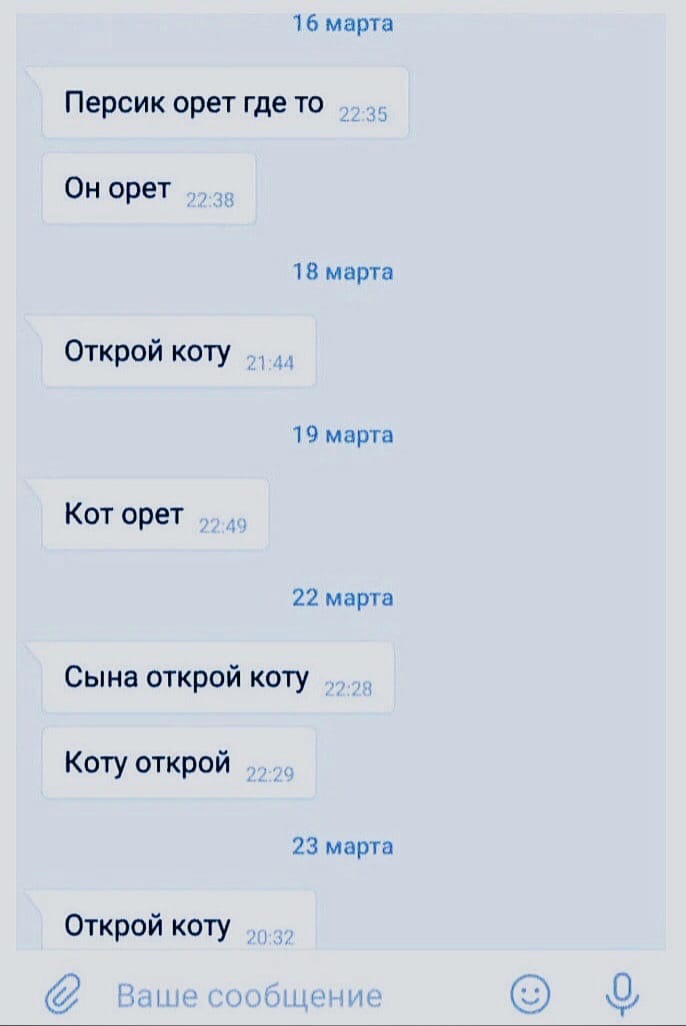 16 марта
Персик орет где то 22:35
Он орет 22:38
18 марта
Открой коту 21:44
19 марта
Кот орет 22:49
22 марта
Сына открой коту 22:28
Коту открой 22:29
23 марта
Открой коту 20:32
Ваше сообщение